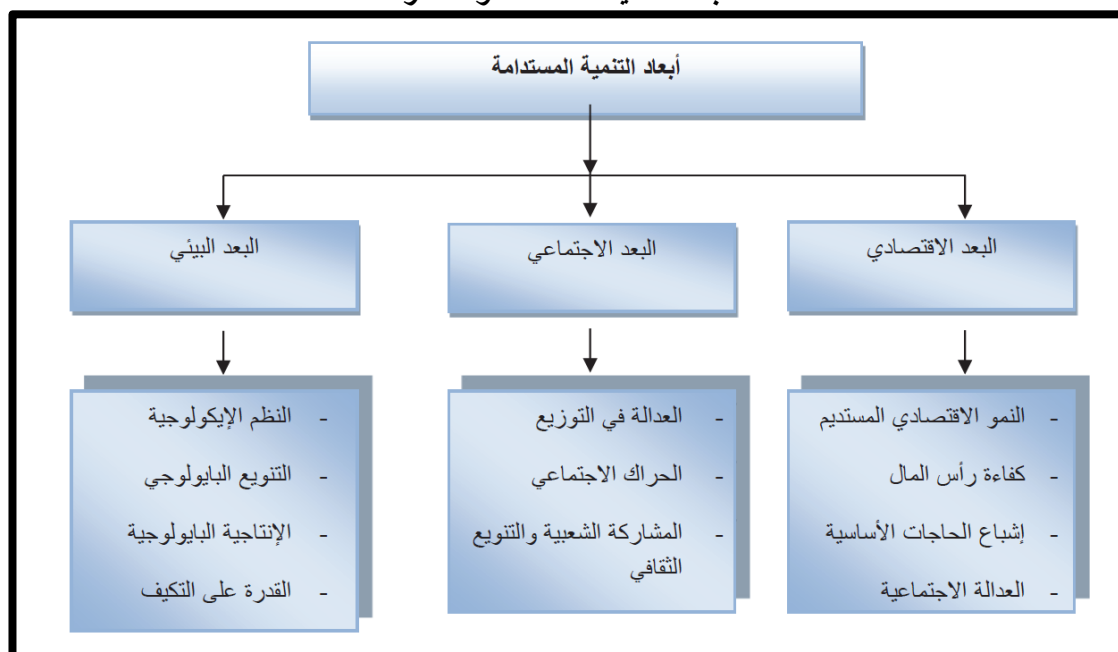 أبعاد التنمية المستدامة
البعد الاقتصادي
البعد الاجتماعي
البعد البيئي
- النمو الاقتصادي المستديم
- كفاءة رأس المال
- إشباع الحاجات الأساسية
- العدالة الاجتماعية
- العدالة في التوزيع
- الحراك الاجتماعي
- المشاركة الشعبية والتنويع
الثقافي
- النظم الإيكولوجية
- التنويع البايولوجي
- الإنتاجية البايولوجية
- القدرة على التكيف